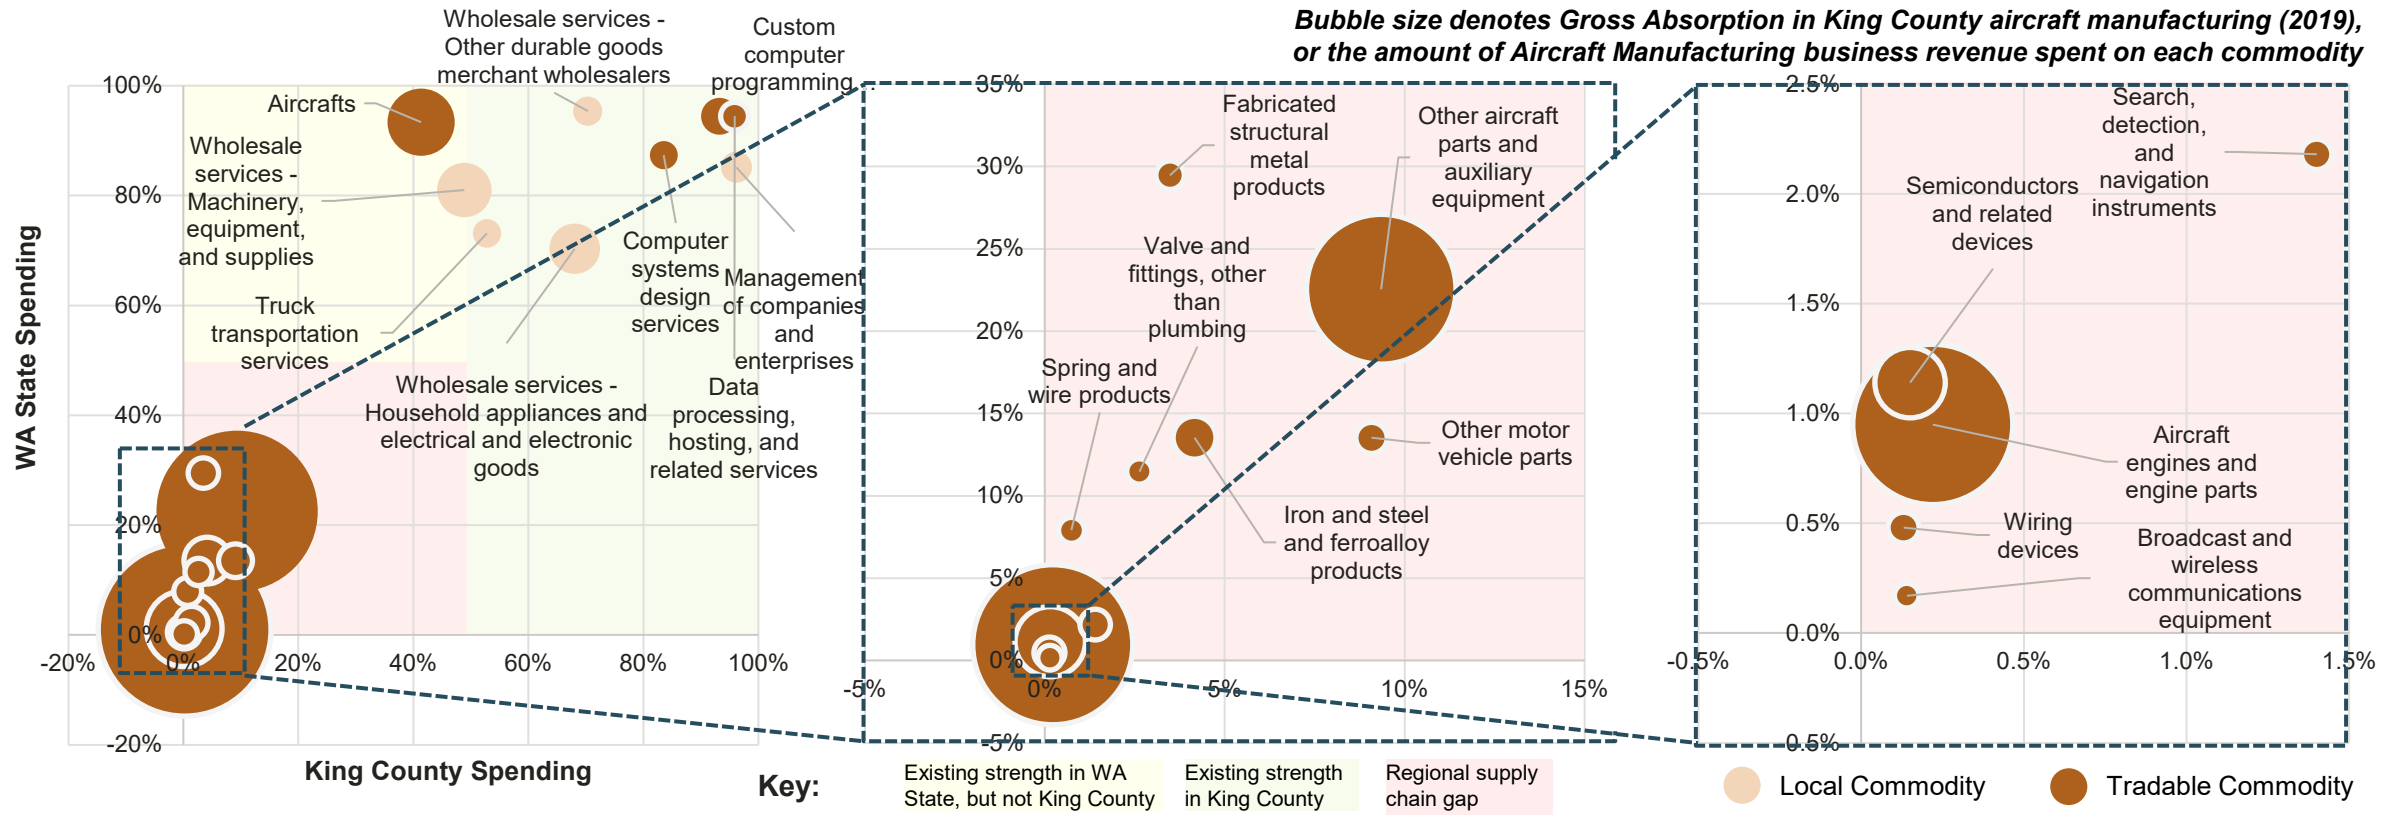 Bubble size denotes Gross Absorption in King County aircraft manufacturing (2019),
or the amount of Aircraft Manufacturing business revenue spent on each commodity
WA State Spending
100%
80%
60%
40%
20%
0%
-20%
-20%
0%
20%
40%
60%
80%
100%
King County Spending
Aircrafts
Wholesale
services -
Machinery,
equipment,
and supplies
Truck
transportation
services
Wholesale services -
Other durable goods
merchant wholesalers
Custom
computer
programming...
Computer
systems
design
services
Management
of companies
and
enterprises
Wholesale services -
Household appliances and
electrical and electronic
goods
Data
processing,
hosting, and
related services
35%
30%
25%
20%
15%
10%
5%
0%
-5%
-5%
0%
5%
10%
15%
Fabricated
structural
metal
products
Other aircraft
parts and
auxiliary
equipment
Valve and
fittings, other
than
plumbing
Spring and
wire products
Other motor
vehicle parts
Iron and steel
and ferroalloy
products
2.5%
2.0%
1.5%
1.0%
0.5%
0.0%
-0.5%
-0.5%
0.0%
0.5%
1.0%
1.5%
Search,
detection,
and
navigation
instruments
Semiconductors
and related
devices
Aircraft
engines and
engine parts
Wiring
devices
Broadcast and
wireless
communications
equipment
Key:
Existing strength in WA
State, but not King County
Existing strength
in King County
Regional supply
chain gap
Local Commodity
Tradable Commodity